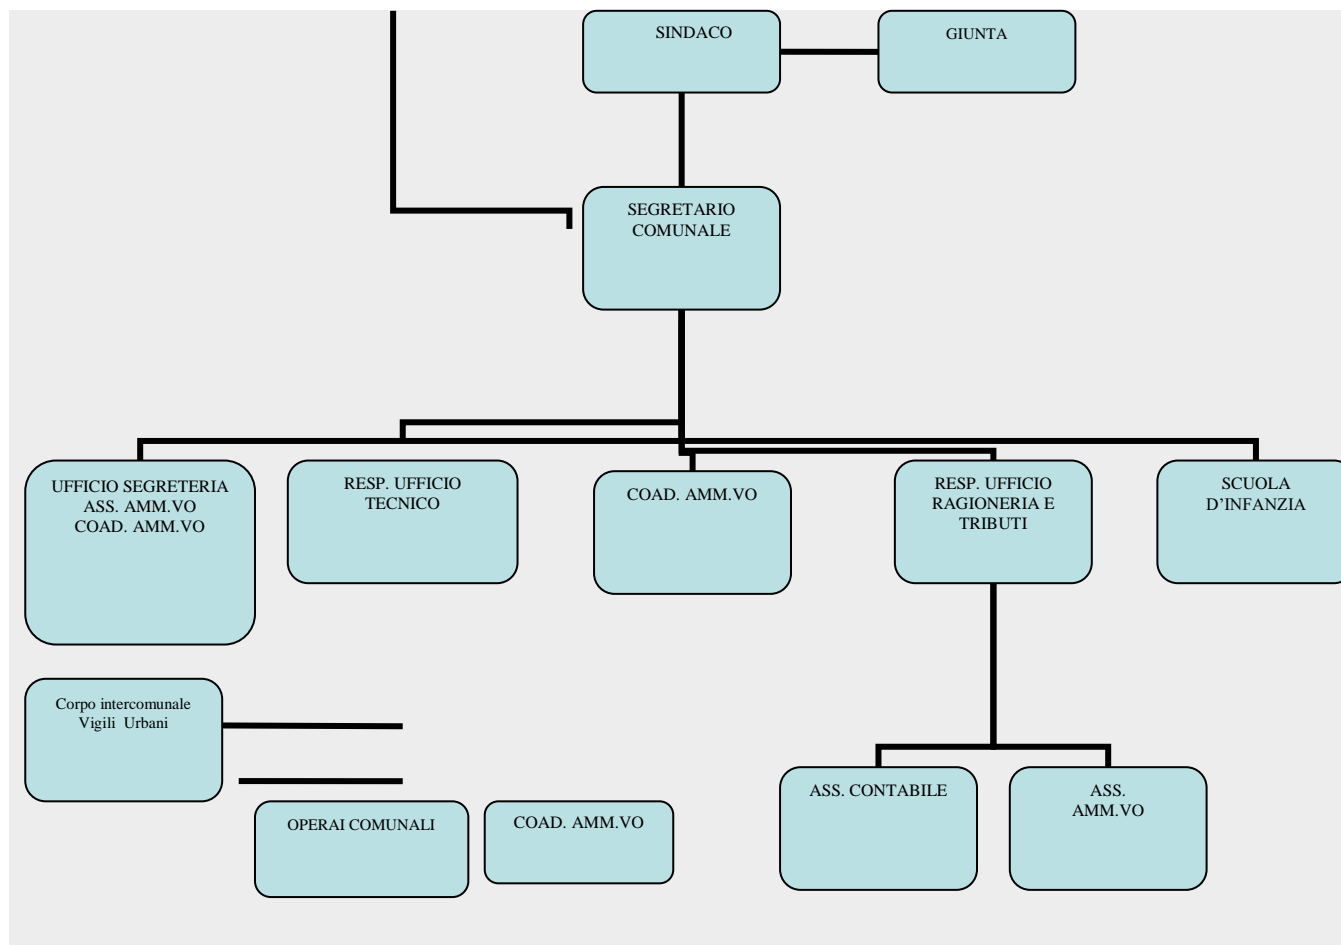 SINDACO
GIUNTA
SEGRETARIO
COMUNALE
UFFICIO SEGRETERIA
ASS. AMM.VO
COAD. AMM.VO
RESP. UFFICIO
TECNICO
COAD. AMM.VO
RESP. UFFICIO
RAGIONERIA E
TRIBUTI
SCUOLA
D’INFANZIA
Corpo intercomunale
Vigili Urbani
OPERAI COMUNALI
COAD. AMM.VO
ASS. CONTABILE
ASS.
AMM.VO